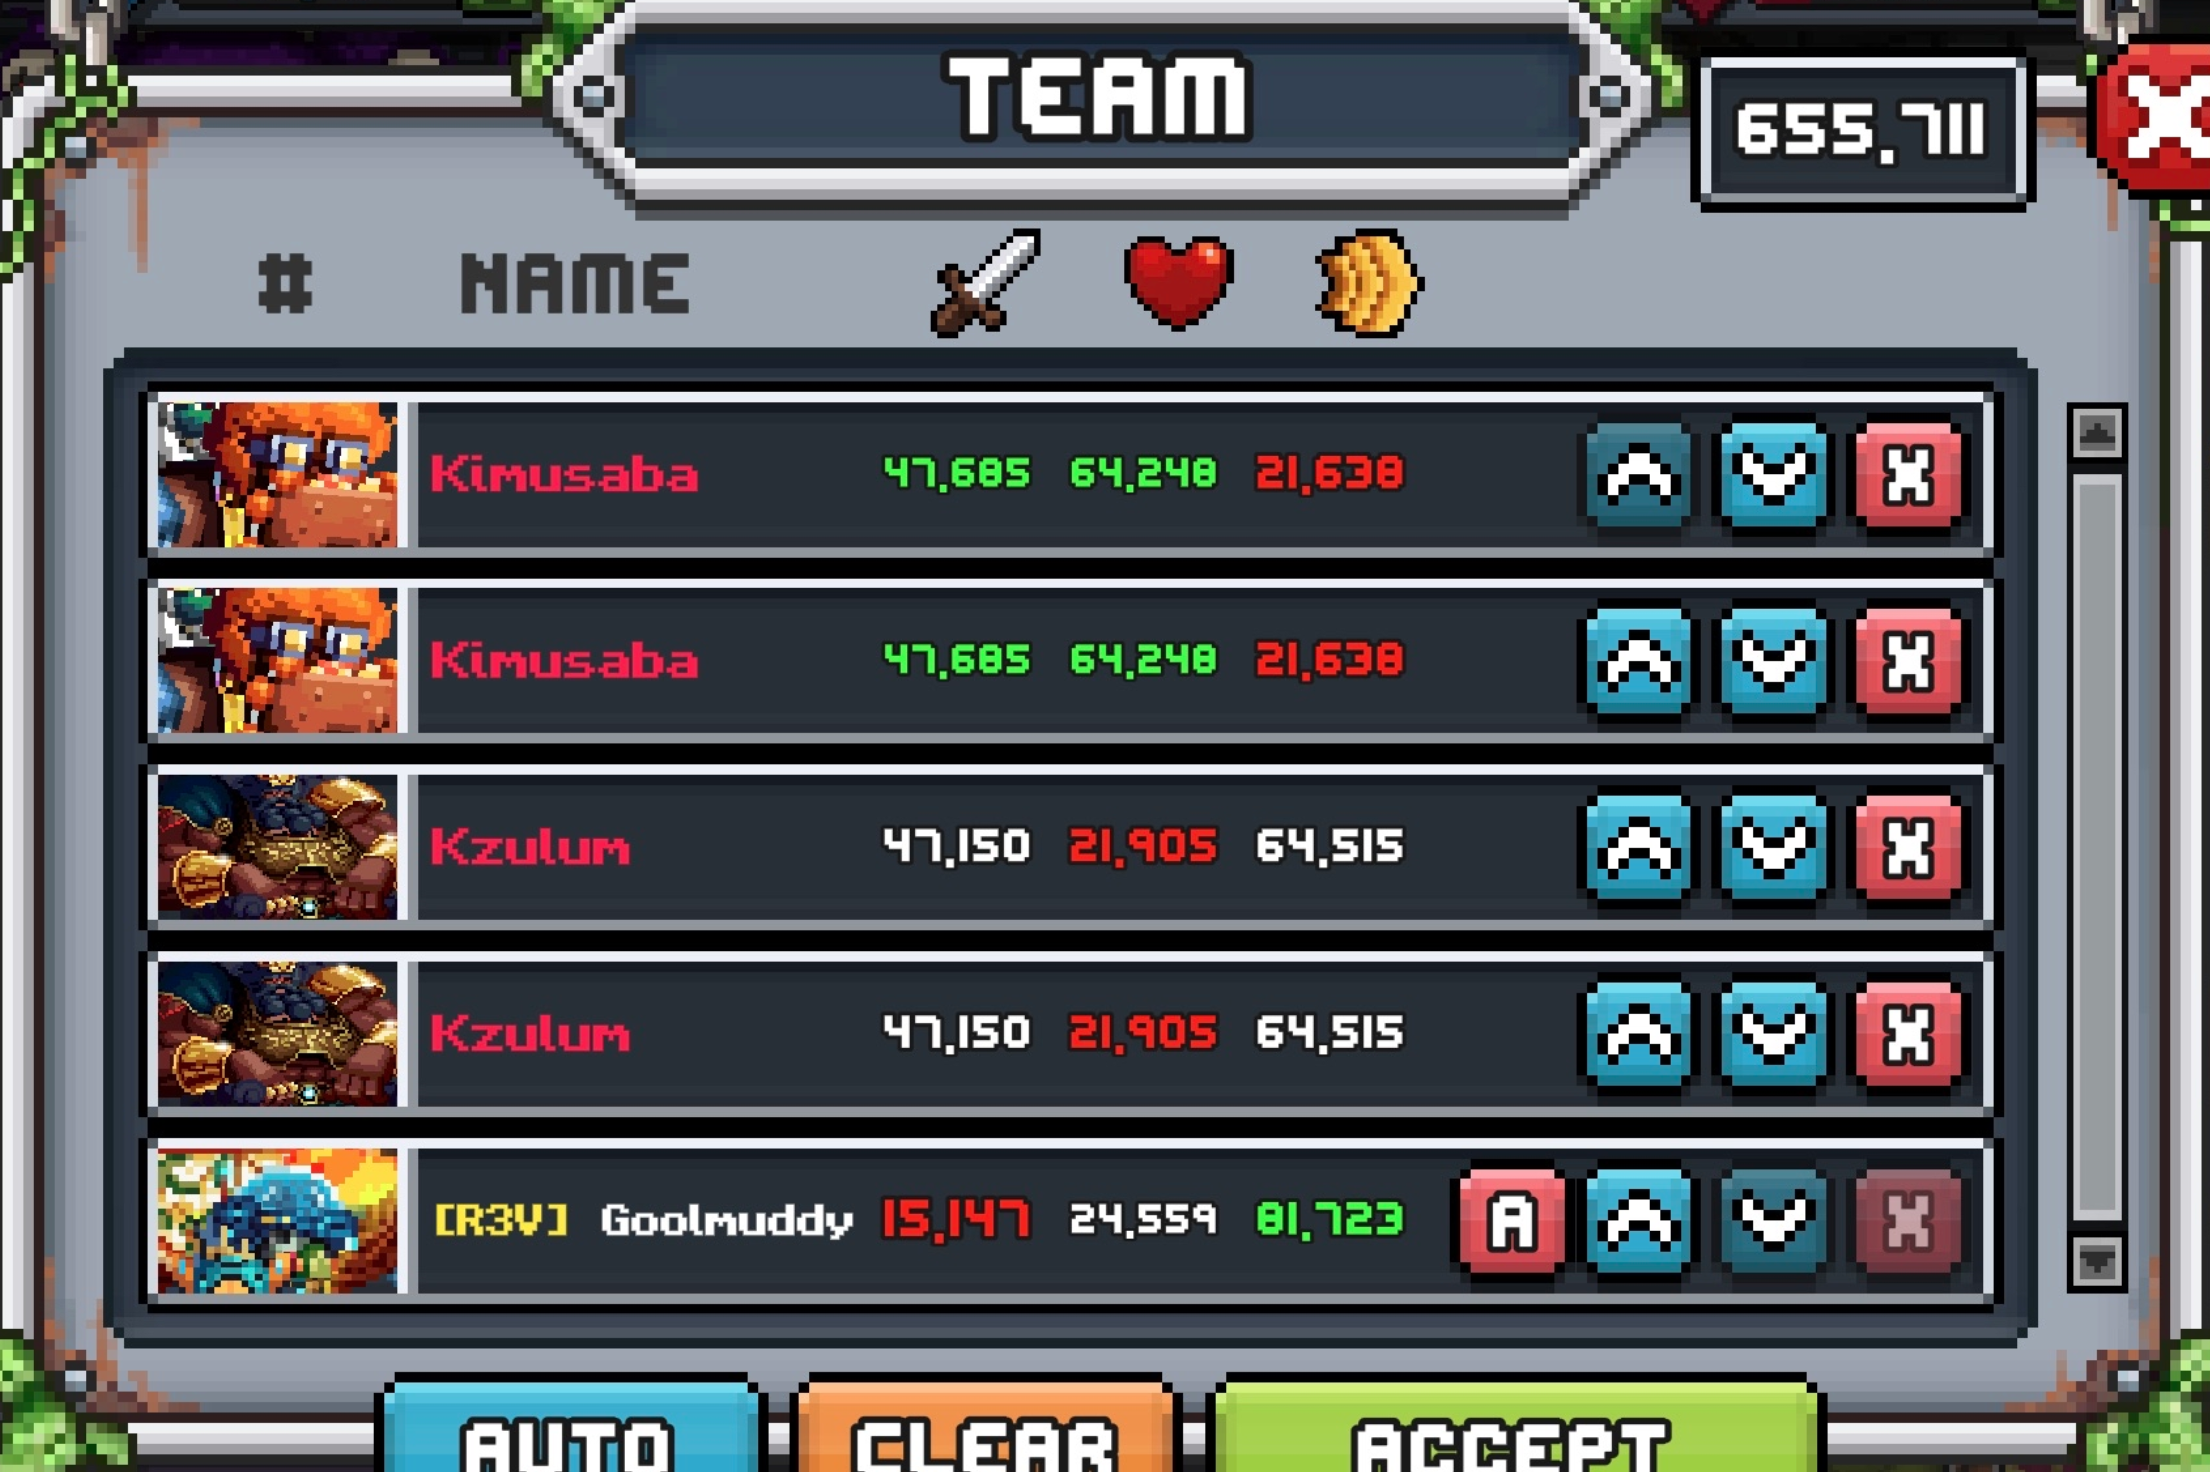 TEAM
655,711
# NAME
Kimusaba 47,685 64,248 21,638
Kimusaba 47,685 64,248 21,638
Kzulum 47,150 21,905 64,515
Kzulum 47,150 21,905 64,515
[R3V] Goolmuddy 15,147 24,559 81,723 A
AUTO CLEAR ACCEPT